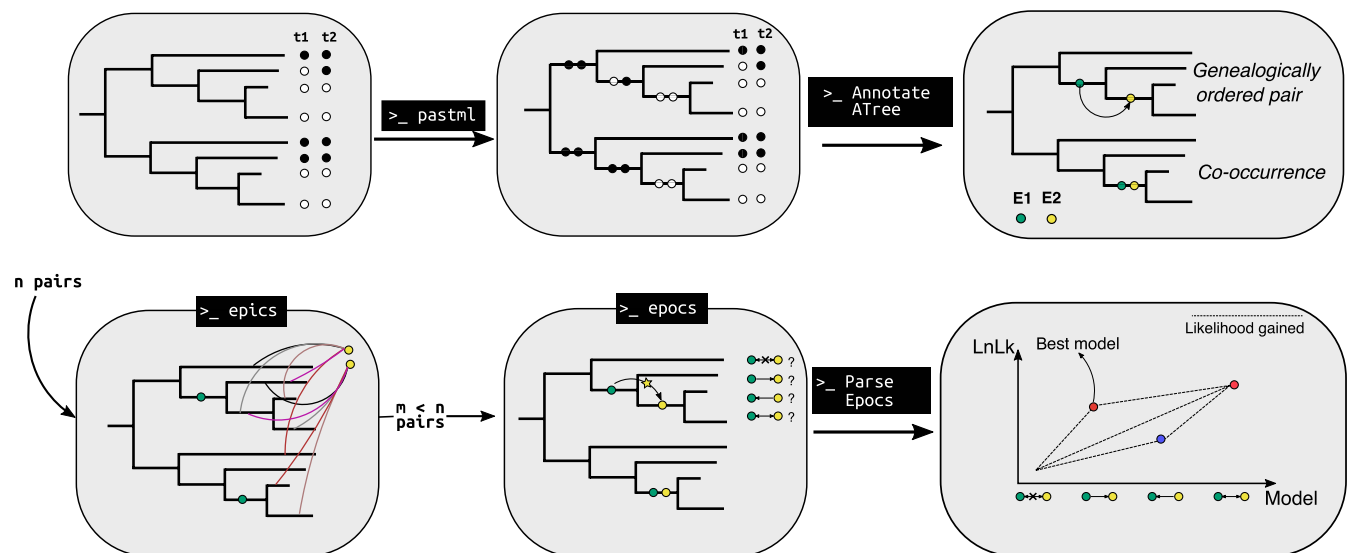 t1 t2
t1 t2
>_ pastml
>_ Annotate
ATree
Genealogically
ordered pair
Co-occurrence
E1 E2
n pairs
>_ epics
m < n
pairs
>_ epocs
?
?
?
?
>_ Parse
Epocs
Likelihood gained
LnLk
Best model
Model